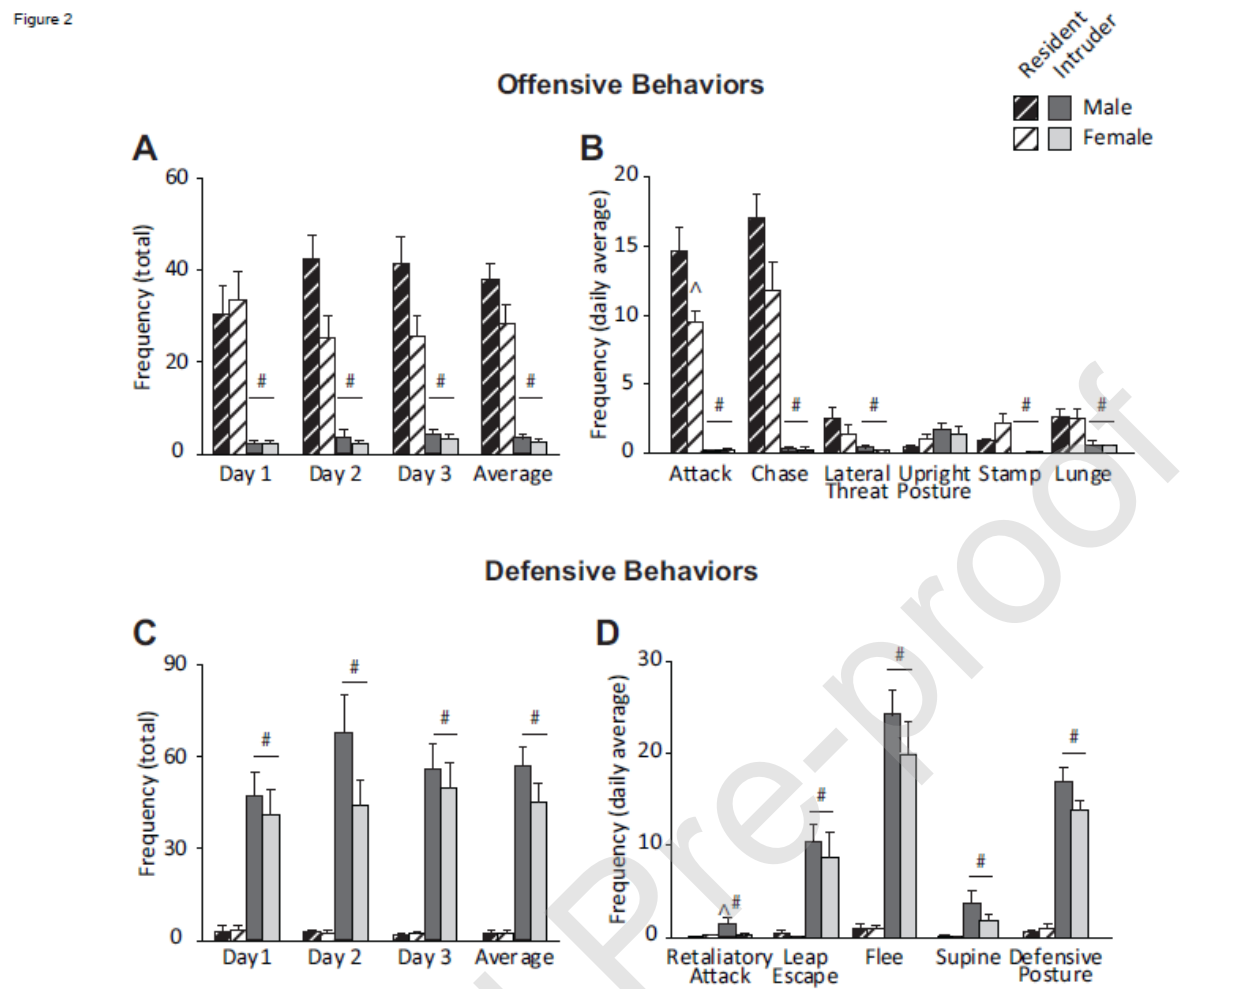 Figure 2
Resident
Intruder
Male
Female
Offensive Behaviors
A
Frequency (total)
60
40
20
0
# # # #
Day 1 Day 2 Day 3 Average
B
Frequency (daily average)
20
15
10
5
0
^
# # # # #
Attack Chase Lateral Upright Stamp Lunge
Threat Posture
Defensive Behaviors
C
Frequency (total)
90
60
30
0
# # # #
Day1 Day 2 Day 3 Average
D
Frequency (daily average)
30
20
10
0
^# # # # #
Retaliatory Leap Flee Supine Defensive
Attack Escape Posture
Pre-proof